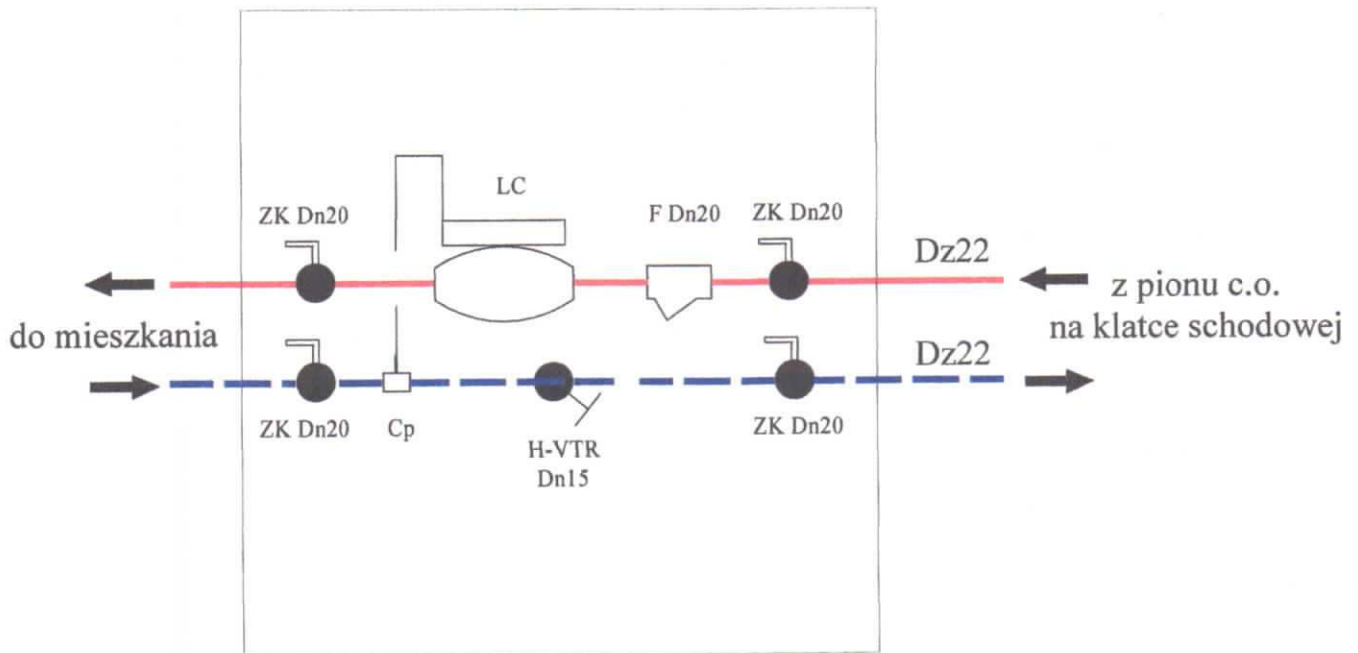 LC
ZK Dn20
F Dn20
ZK Dn20
Dz22
z pionu c.o.
na klatce schodowej
do mieszkania
Dz22
ZK Dn20
Cp
H-VTR
Dn15
ZK Dn20